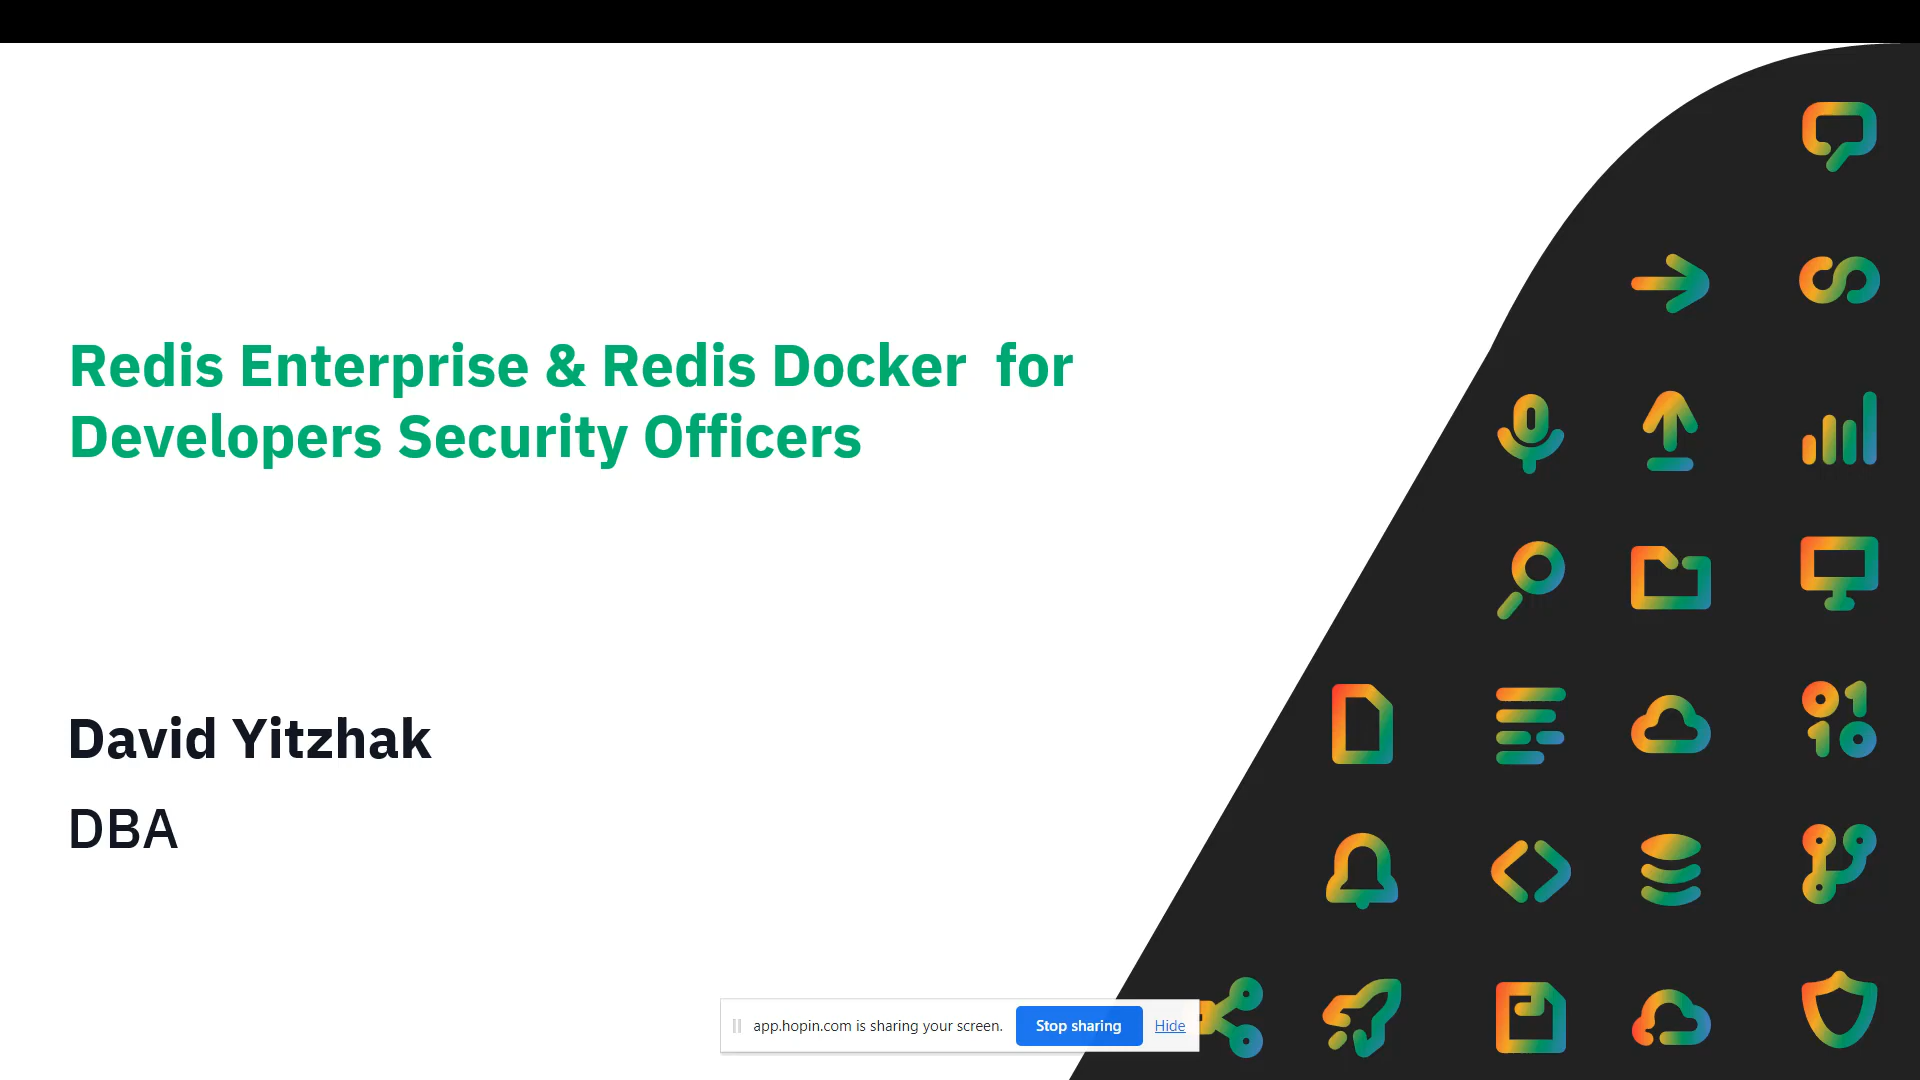 Redis Enterprise & Redis Docker  for
Developers Security Officers
David Yitzhak
DBA
app.hopin.com is sharing your screen.
Stop sharing
Hide